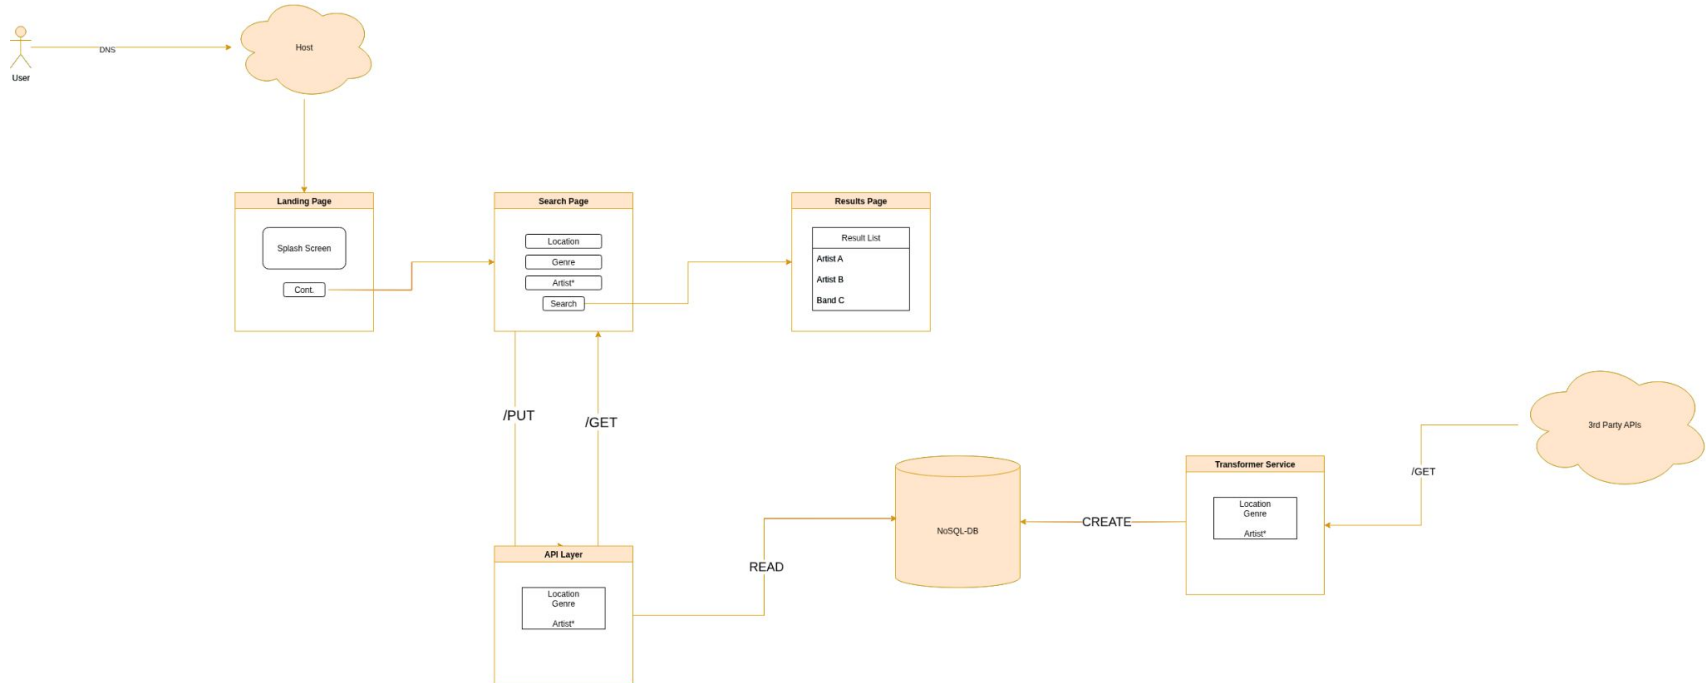 DNS
Host
User
Landing Page
Splash Screen
Cont.
Search Page
Location
Genre
Artist*
Search
Results Page
Result List
Artist A
Artist B
Band C
/PUT
/GET
API Layer
Location
Genre
Artist*
READ
NoSQL-DB
CREATE
Transformer Service
Location
Genre
Artist*
/GET
3rd Party APIs